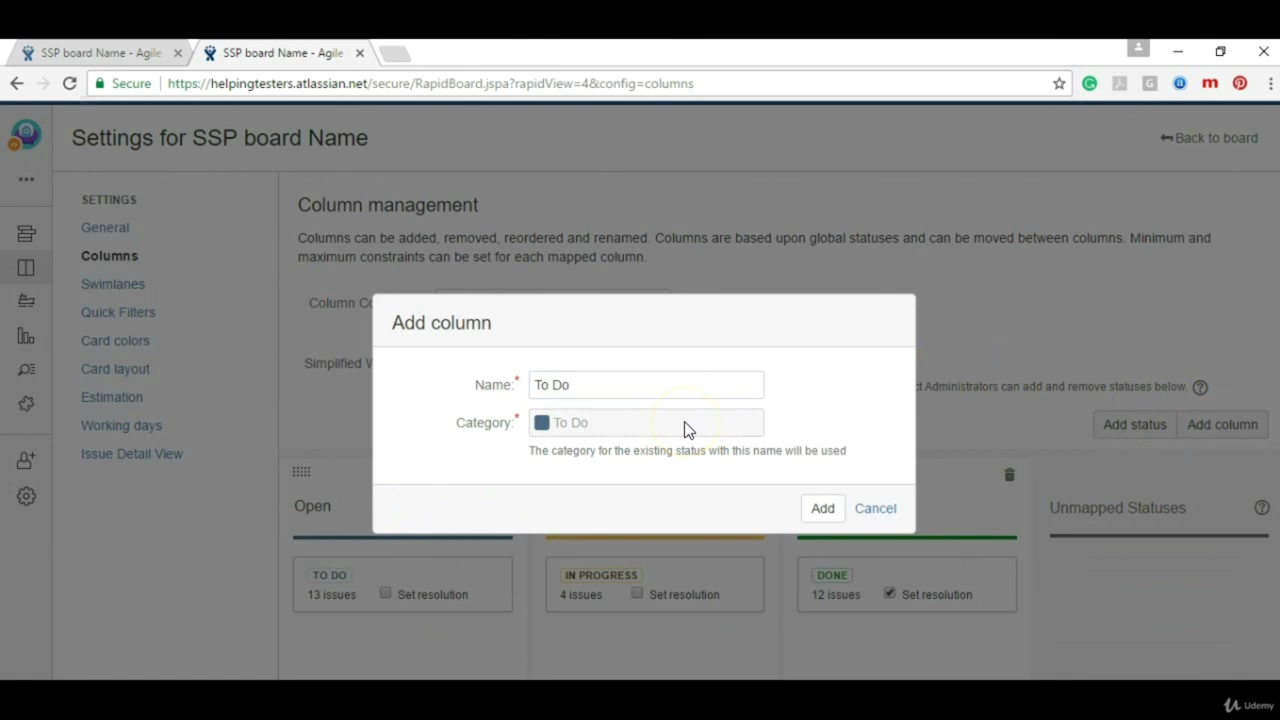 SSP board Name - Agile
SSP board Name - Agile
Secure
https://helpingtesters.atlassian.net/secure/RapidBoard.jspa?rapidView=4&config=columns
Settings for SSP board Name
Back to board
SETTINGS
General
Columns
Swimlanes
Quick Filters
Card colors
Card layout
Estimation
Working days
Issue Detail View
Column management
Columns can be added, removed, reordered and renamed. Columns are based upon global statuses and can be moved between columns. Minimum and
maximum constraints can be set for each mapped column.
Column Co
Simplified W
Administrators can add and remove statuses below.
Add status
Add column
Add column
Name:*
To Do
Category:*
To Do
The category for the existing status with this name will be used
Add
Cancel
Open
Unmapped Statuses
TO DO
13 issues
Set resolution
IN PROGRESS
4 issues
Set resolution
DONE
12 issues
Set resolution
Udemy